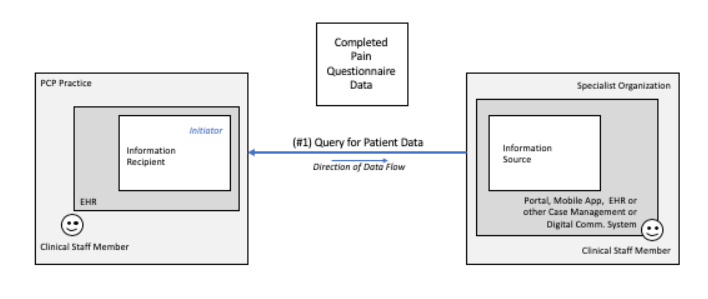 Completed
Pain
Questionnaire
Data
PCP Practice
Initiator
Information
Recipient
EHR
Clinical Staff Member
(#1) Query for Patient Data
Direction of Data Flow
Specialist Organization
Information
Source
Portal, Mobile App, EHR or
other Case Management or
Digital Comm. System
Clinical Staff Member